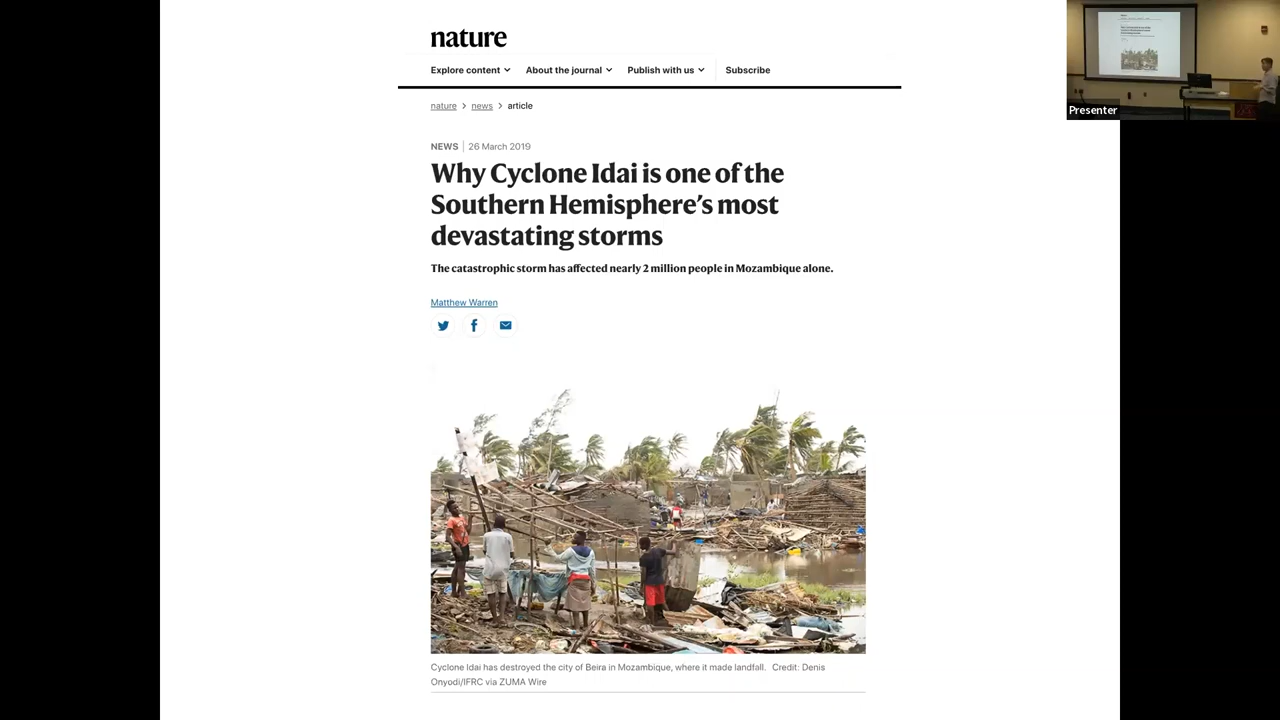 nature
Explore content About the journal Publish with us Subscribe
nature > news > article
NEWS | 26 March 2019
Why Cyclone Idai is one of the
Southern Hemisphere’s most
devastating storms
The catastrophic storm has affected nearly 2 million people in Mozambique alone.
Matthew Warren
Cyclone Idai has destroyed the city of Beira in Mozambique, where it made landfall. Credit: Denis
Onyodi/IFRC via ZUMA Wire
Presenter